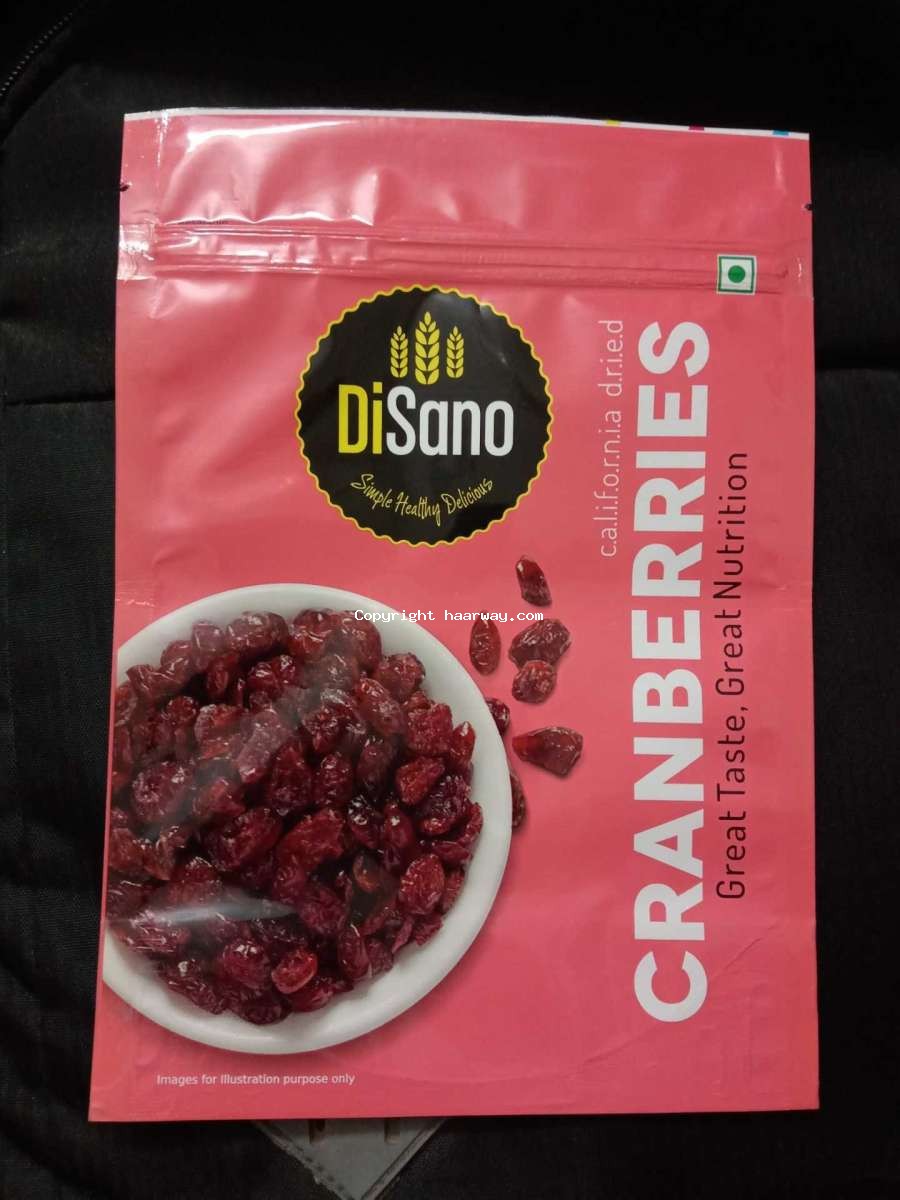 DiSano
Simple Healthy Delicious
c.a.l.i.f.o.r.n.i.a d.r.i.e.d
CRANBERRIES
Great Taste, Great Nutrition
Copyright haarway.com
Images for Illustration purpose only